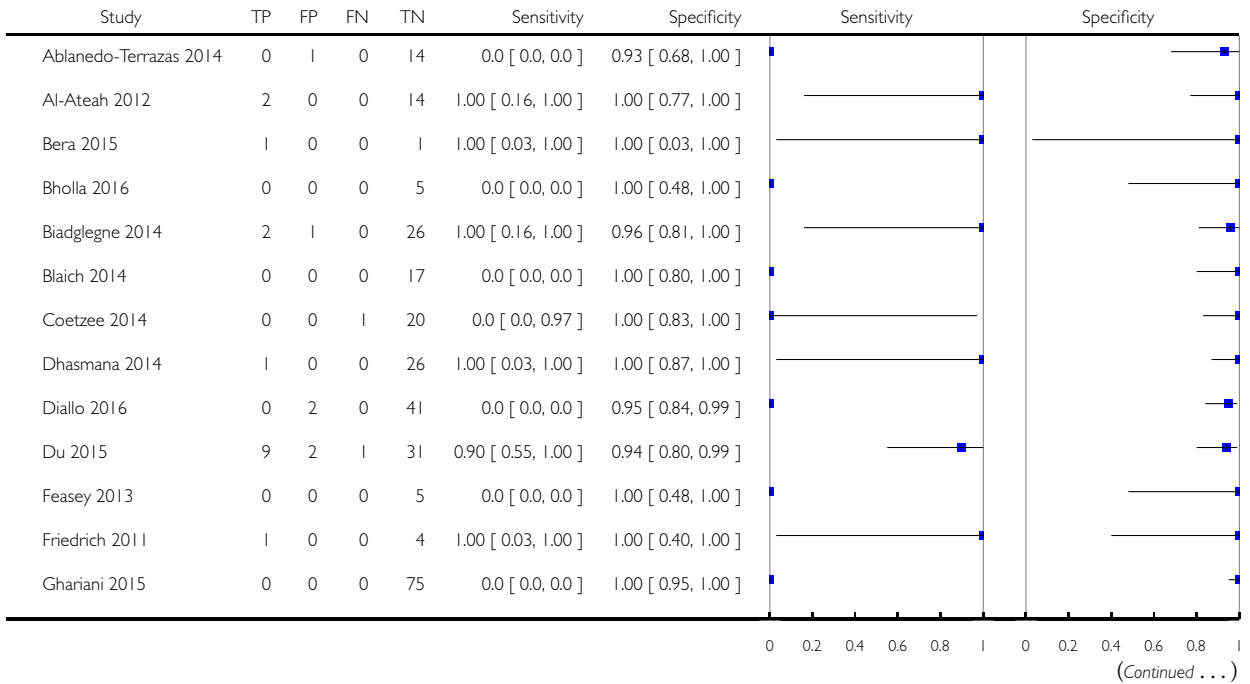 Study TP FP FN TN Sensitivity Specificity Sensitivity Specificity
Ablanedo-Terrazas 2014 0 1 0 14 0.0 [ 0.0, 0.0 ] 0.93 [ 0.68, 1.00 ]
Al-Ateah 2012 2 0 0 14 1.00 [ 0.16, 1.00 ] 1.00 [ 0.77, 1.00 ]
Bera 2015 1 0 0 1 1.00 [ 0.03, 1.00 ] 1.00 [ 0.03, 1.00 ]
Bholla 2016 0 0 0 5 0.0 [ 0.0, 0.0 ] 1.00 [ 0.48, 1.00 ]
Biadglegne 2014 2 1 0 26 1.00 [ 0.16, 1.00 ] 0.96 [ 0.81, 1.00 ]
Blaich 2014 0 0 0 17 0.0 [ 0.0, 0.0 ] 1.00 [ 0.80, 1.00 ]
Coetzee 2014 0 0 1 20 0.0 [ 0.0, 0.97 ] 1.00 [ 0.83, 1.00 ]
Dhasmana 2014 1 0 0 26 1.00 [ 0.03, 1.00 ] 1.00 [ 0.87, 1.00 ]
Diallo 2016 0 2 0 41 0.0 [ 0.0, 0.0 ] 0.95 [ 0.84, 0.99 ]
Du 2015 9 2 1 31 0.90 [ 0.55, 1.00 ] 0.94 [ 0.80, 0.99 ]
Feasey 2013 0 0 0 5 0.0 [ 0.0, 0.0 ] 1.00 [ 0.48, 1.00 ]
Friedrich 2011 1 0 0 4 1.00 [ 0.03, 1.00 ] 1.00 [ 0.40, 1.00 ]
Ghariani 2015 0 0 0 75 0.0 [ 0.0, 0.0 ] 1.00 [ 0.95, 1.00 ]
0 0.2 0.4 0.6 0.8 1 0 0.2 0.4 0.6 0.8 1
(Continued . . . )